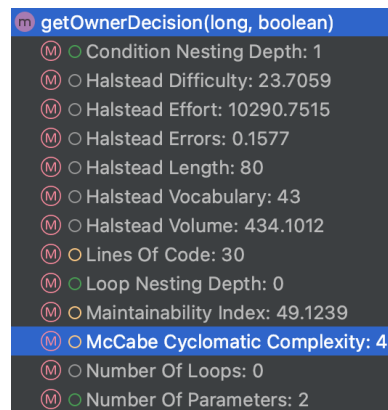 m getOwnerDecision(long, boolean)
M Condition Nesting Depth: 1
M Halstead Difficulty: 23.7059
M Halstead Effort: 10290.7515
M Halstead Errors: 0.1577
M Halstead Length: 80
M Halstead Vocabulary: 43
M Halstead Volume: 434.1012
M Lines Of Code: 30
M Loop Nesting Depth: 0
M Maintainability Index: 49.1239
M McCabe Cyclomatic Complexity: 4
M Number Of Loops: 0
M Number Of Parameters: 2